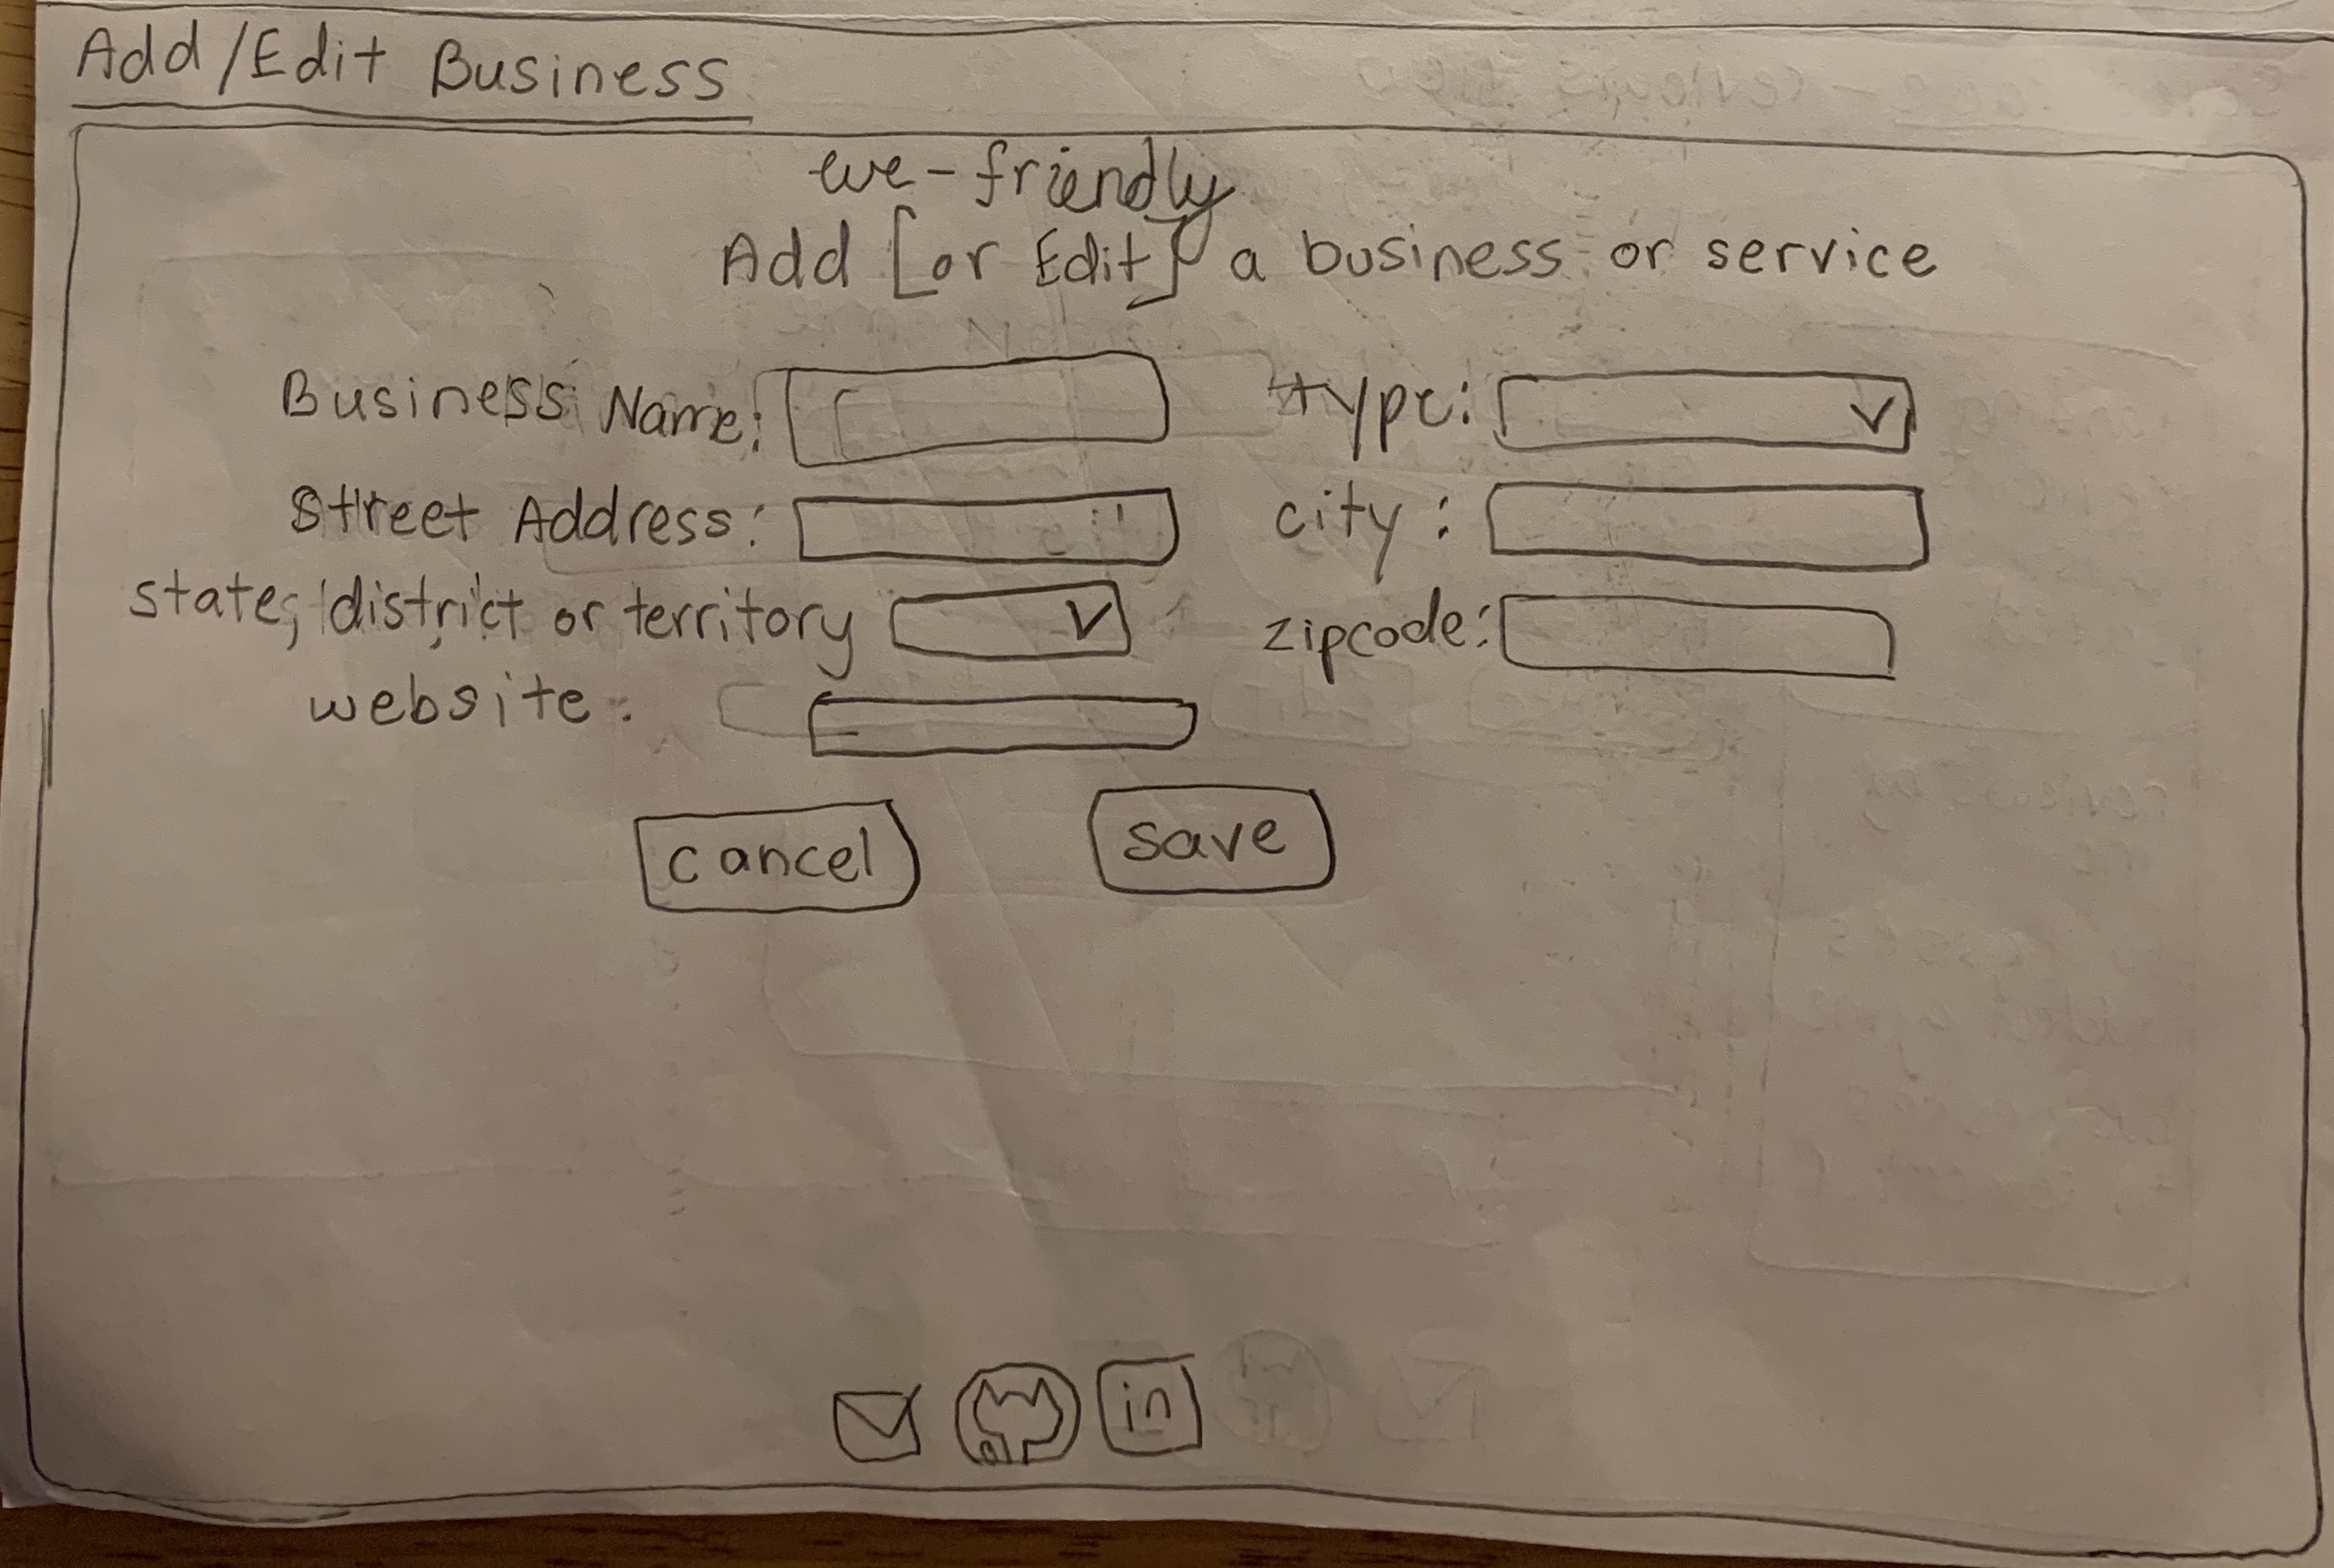 Add/Edit Business
eve-friendly
Add [or Edit] a business or service
Business Name: type:
Street Address: city:
state, district or territory zipcode:
website:
cancel save
in